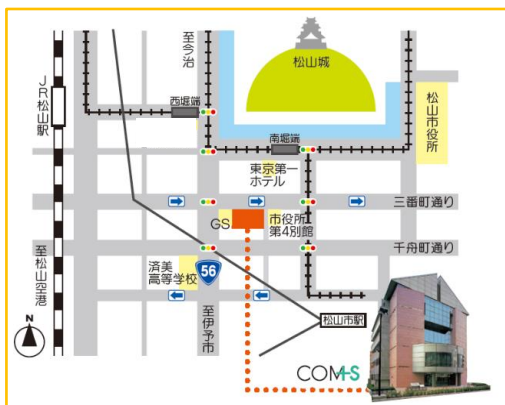 至今治
松山城
JR松山駅
西堀端
松山市役所
南堀端
東京第一
ホテル
三番町通り
GS
市役所
第4別館
千舟町通り
済美
高等学校
56
至松山空港
N
至伊予市
松山市駅
COMS